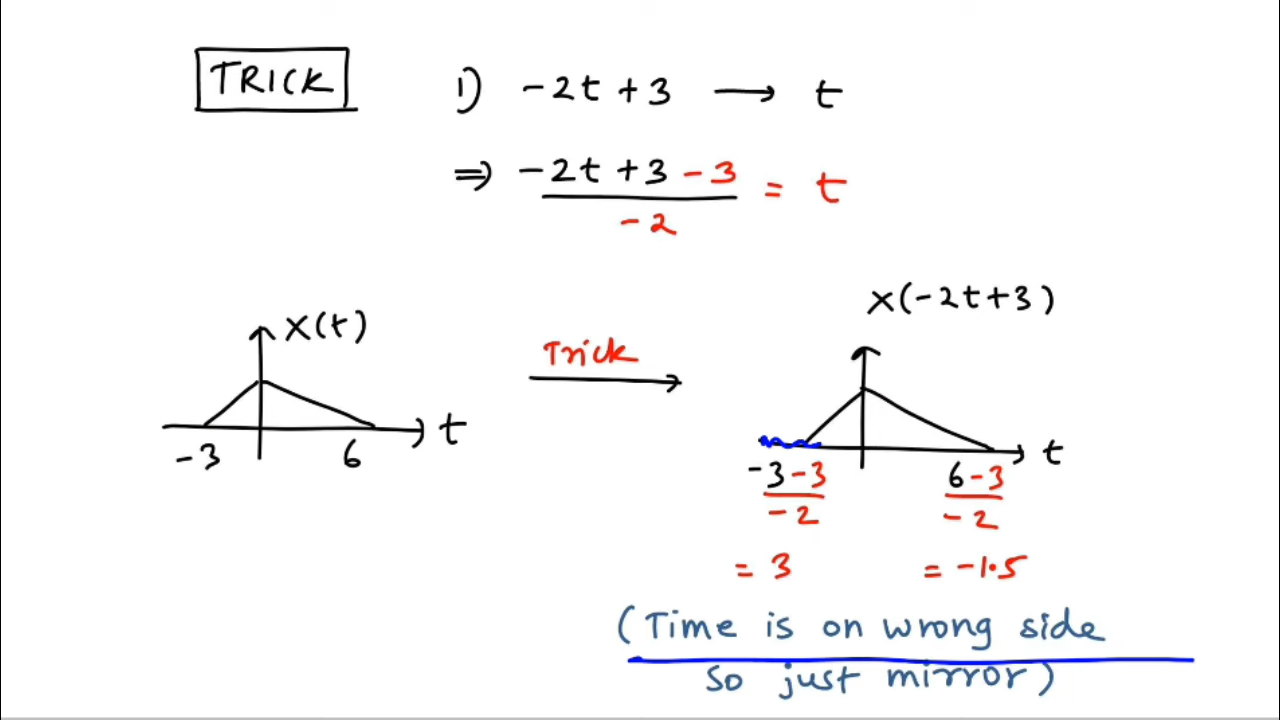 TRICK
1) -2t + 3 ⟶ t
⇒ -2t + 3 - 3 = t
-2
x(-2t+3)
x(t)
Trick
t
-3 6
t
-3 - 3 6 - 3
-2 -2
= 3 = -1.5
(Time is on wrong side
so just mirror)